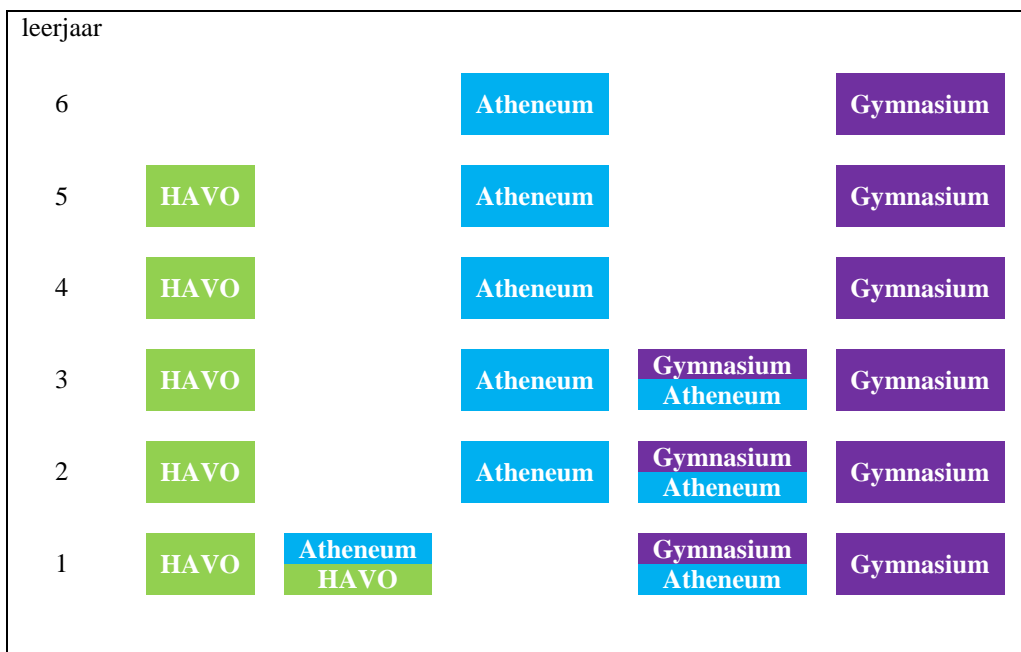 leerjaar
6 Atheneum Gymnasium
5 HAVO Atheneum Gymnasium
4 HAVO Atheneum Gymnasium
3 HAVO Atheneum Gymnasium Atheneum Gymnasium
2 HAVO Atheneum Gymnasium Atheneum Gymnasium
1 HAVO Atheneum HAVO Gymnasium Atheneum Gymnasium